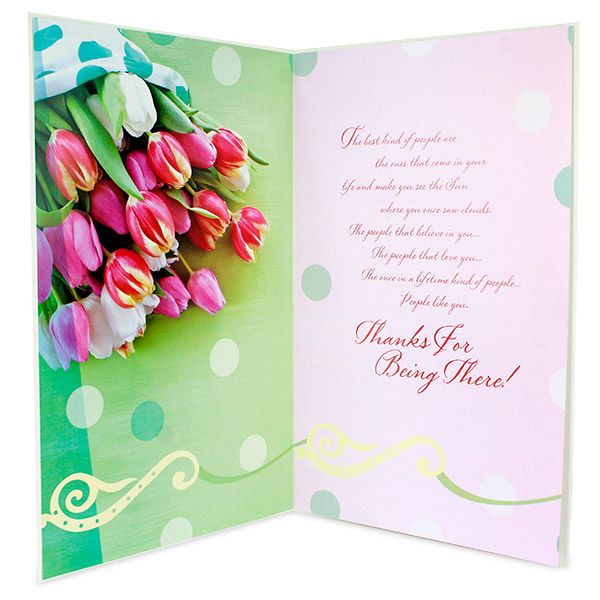 The best kind of people are
the ones that come in your
life and make you see the Sun
where you once saw clouds.
The people that believe in you...
The people that love you...
The once in a lifetime kind of people...
People like you.
Thanks For
Being There!